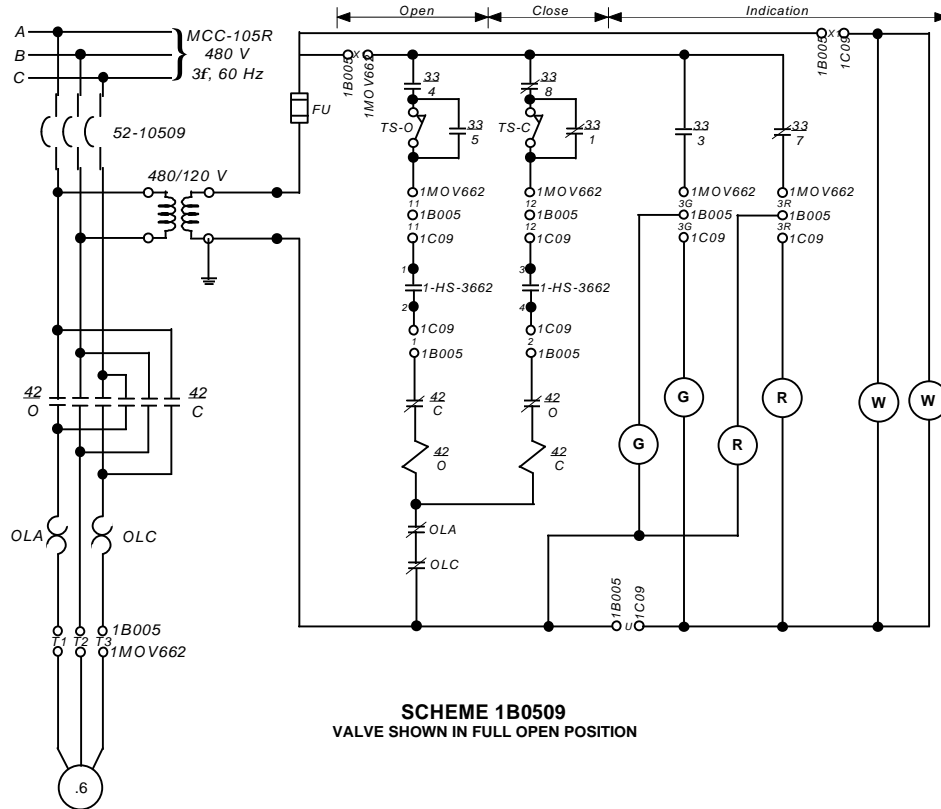 Open Close Indication
A
B
C
MCC-105R
480 V
3f, 60 Hz
52-10509
480/120 V
FU
1B005
X
1MOV662
1B005
X1
1C09
33
4
TS-O
33
5
33
8
TS-C
33
1
33
3
33
7
1MOV662
11
1B005
11
1C09
1
1-HS-3662
2
1C09
1
1B005
1MOV662
12
1B005
12
1C09
3
1-HS-3662
4
1C09
2
1B005
1MOV662
3G
1B005
3G
1C09
1MOV662
3R
1B005
3R
1C09
42
O
42
C
42
C
42
O
42
O
42
C
G
G
R
R
W
W
OLA
OLC
OLA
OLC
1B005
U
1C09
T1 T2 T3
1B005
1MOV662
.6
SCHEME 1B0509
VALVE SHOWN IN FULL OPEN POSITION